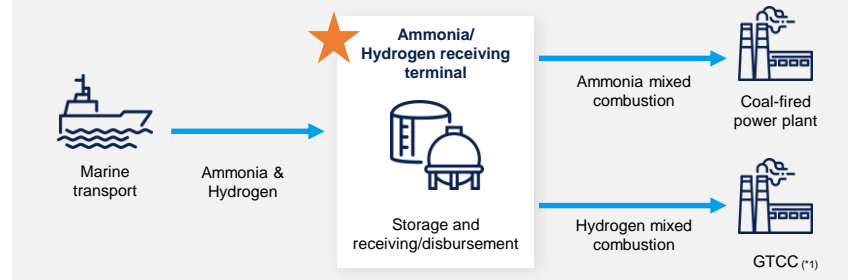 Marine
transport
Ammonia &
Hydrogen
Ammonia/
Hydrogen receiving
terminal
Storage and
receiving/disbursement
Ammonia mixed
combustion
Coal-fired
power plant
Hydrogen mixed
combustion
GTCC (*1)